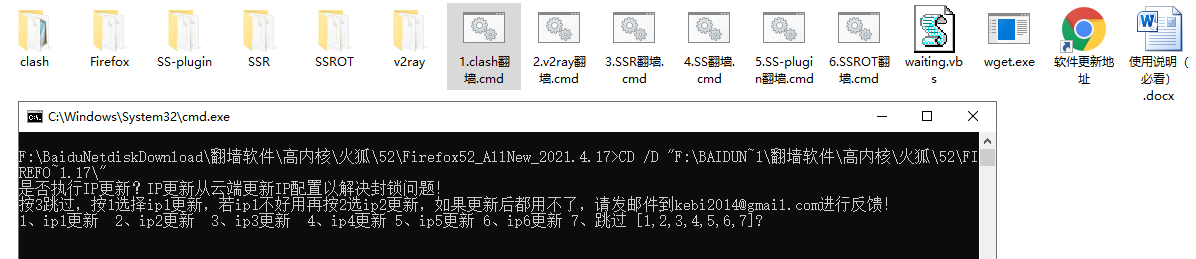 clash
Firefox
SS-plugin
SSR
SSROT
v2ray
1.clash翻
墙.cmd
2.v2ray翻
墙.cmd
3.SSR翻墙.
cmd
4.SS翻墙.
cmd
5.SS-plugi
n翻墙.cmd
6.SSROT翻
墙.cmd
waiting.vb
s
wget.exe
软件更新地
址
使用说明（
必看）
.docx
C:\Windows\System32\cmd.exe
F:\BaiduNetdiskDownload\翻墙软件\高内核\火狐\52\Firefox52_AllNew_2021.4.17>CD /D "F:\BAIDUN~1\翻墙软件\高内核\火狐\52\FI
REFO~1.17\"
是否执行IP更新？IP更新从云端更新IP配置以解决封锁问题!
按3跳过，按1选择ip1更新，若ip1不好用再按2选ip2更新，如果更新后都用不了，请发邮件到kebi2014@gmail.com进行反馈!
1、ip1更新  2、ip2更新  3、ip3更新  4、ip4更新 5、ip5更新 6、ip6更新 7、跳过 [1,2,3,4,5,6,7]?